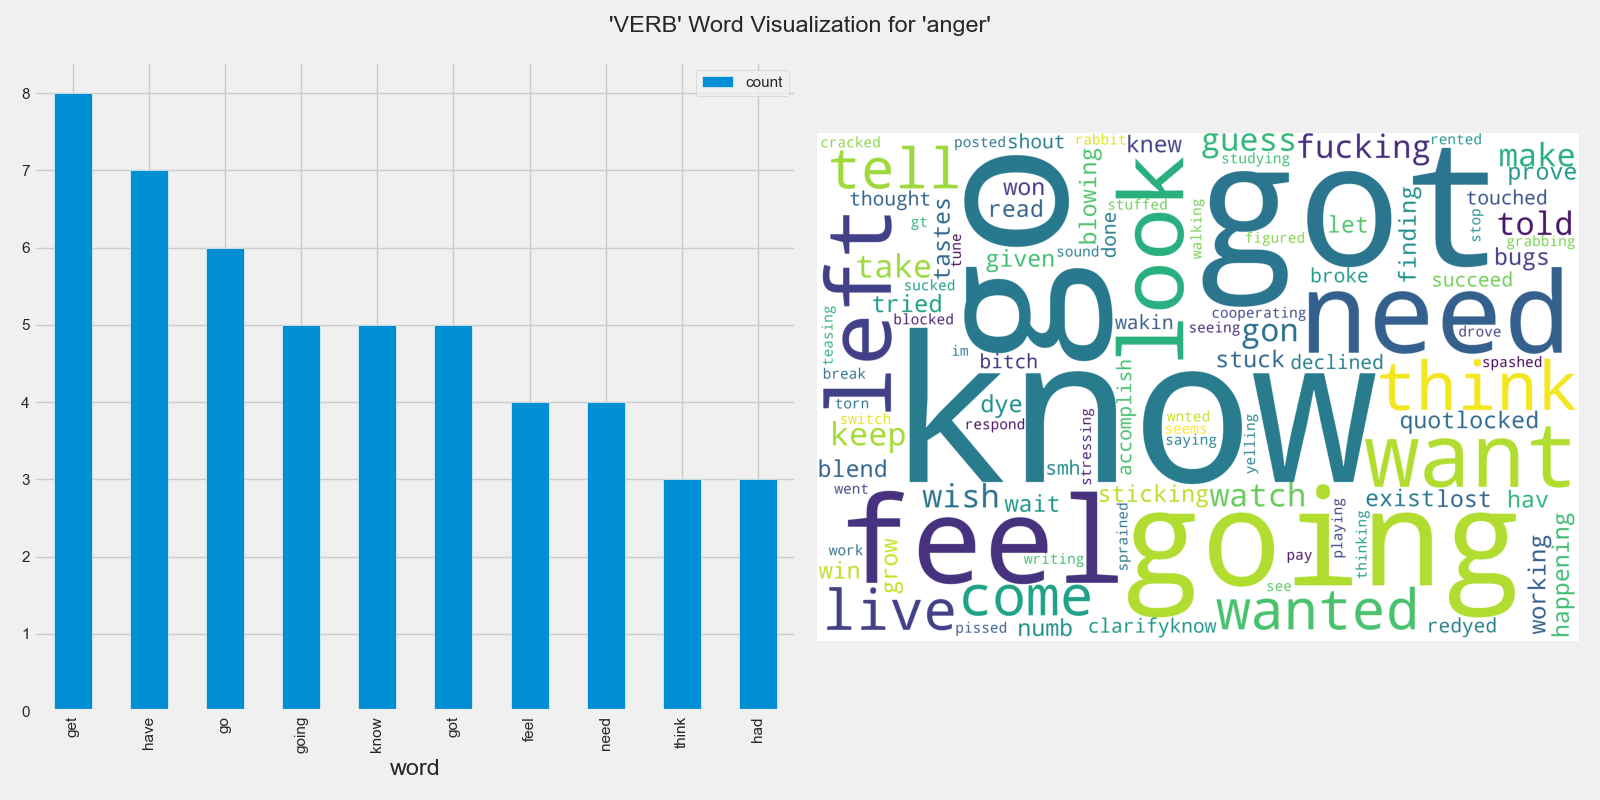 'VERB' Word Visualization for 'anger'
count
8
7
6
5
4
3
2
1
0
get
have
go
going
know
got
feel
need
think
had
word
cracked
tell
posted
shout
rabbit
knew
guess
studying
fucking
rented
make
prove
thought
gt
tastes
tune
won
read
go
blowing
done
stuffed
look
walking
got
figured
let
finding
touched
stop
told
grabbing
bugs
left
take
given
sound
sucked
tried
blocked
broke
succeed
teasing
im
bitch
wakin
cooperating
seeing
gon
need
drove
break
stuck
declined
spashed
torn
switch
keep
know
dye
respond
stressing
accomplish
wnted
seems
saying
yelling
think
quotlocked
want
blend
smh
went
wish
wait
sticking
watch
exist
lost
hav
work
feel
writing
sprained
going
pay
playing
thinking
win
grow
see
working
happening
live
come
pissed
numb
clarifyknow
wanted
redyed